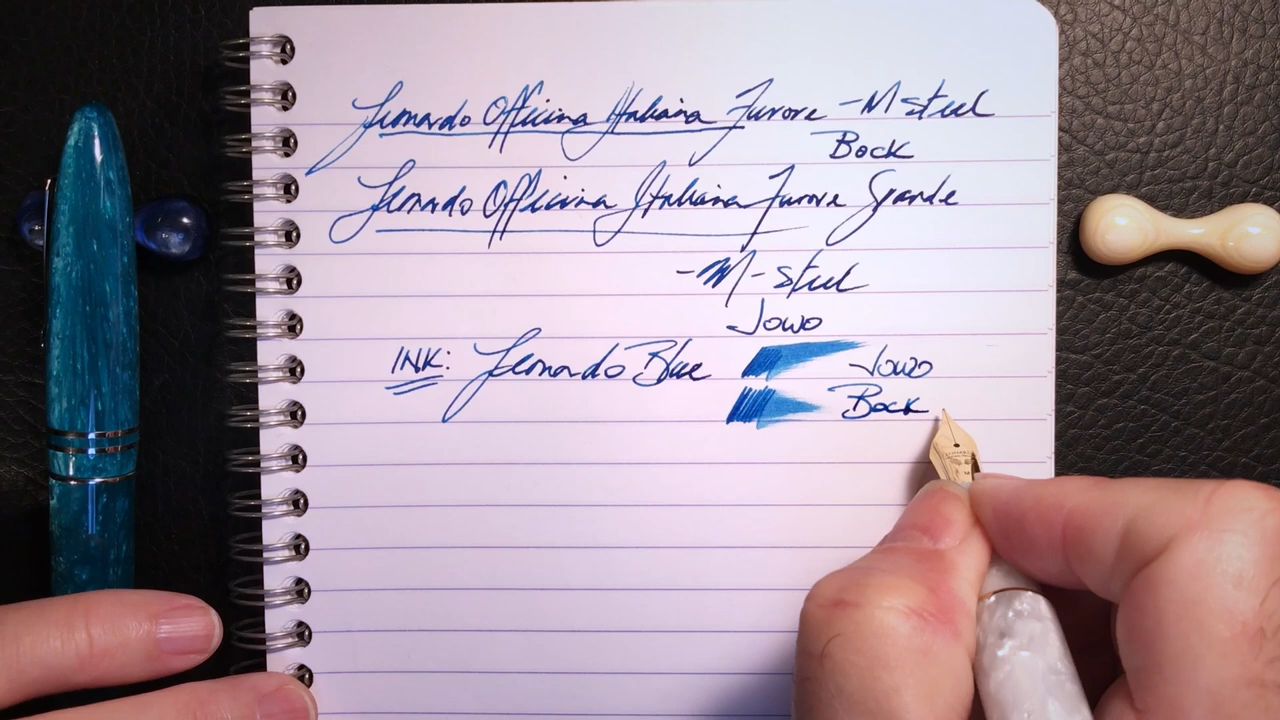 Leonardo Officina Italiana Furore - M steel
Bock
Leonardo Officina Italiana Furore Grande
- M - Steel
Jowo
INK: Leonardo Blue
Jowo
Bock